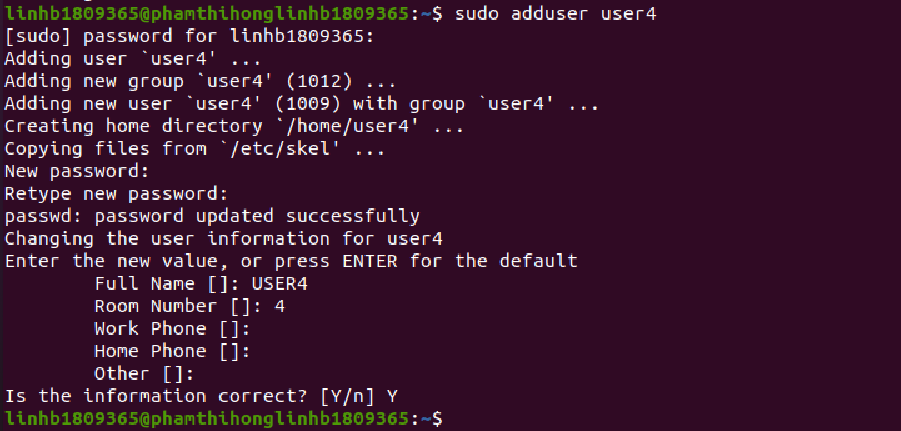 linhb1809365@phamthihonglinhb1809365:~$ sudo adduser user4
[sudo] password for linhb1809365:
Adding user `user4' ...
Adding new group `user4' (1012) ...
Adding new user `user4' (1009) with group `user4' ...
Creating home directory `/home/user4' ...
Copying files from `/etc/skel' ...
New password:
Retype new password:
passwd: password updated successfully
Changing the user information for user4
Enter the new value, or press ENTER for the default
        Full Name []: USER4
        Room Number []: 4
        Work Phone []:
        Home Phone []:
        Other []:
Is the information correct? [Y/n] Y
linhb1809365@phamthihonglinhb1809365:~$